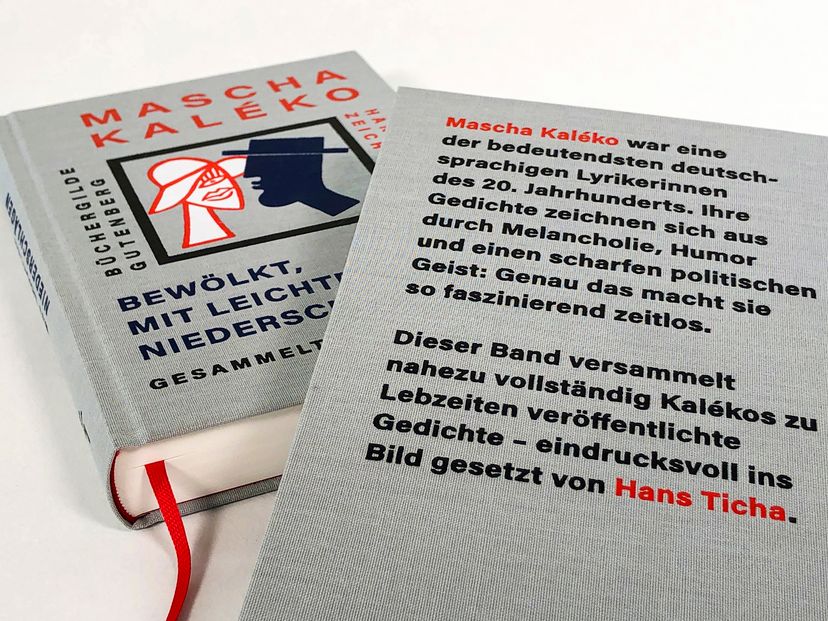 MASCHA
KALÉKO
BÜCHERGILDE
GUTENBERG
BEWÖLKT,
MIT LEICHTE
NIEDERSC
GESAMMELT
Mascha Kaléko war eine
der bedeutendsten deutsch-
sprachigen Lyrikerinnen
des 20. Jahrhunderts. Ihre
Gedichte zeichnen sich aus
durch Melancholie, Humor
und einen scharfen politischen
Geist: Genau das macht sie
so faszinierend zeitlos.
Dieser Band versammelt
nahezu vollständig Kalékos zu
Lebzeiten veröffentlichte
Gedichte – eindrucksvoll ins
Bild gesetzt von Hans Ticha.